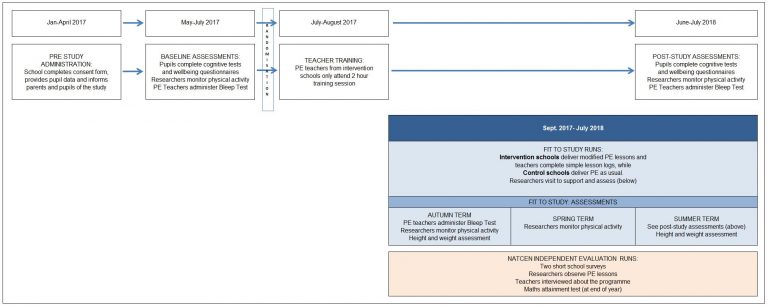 Jan-April 2017
May-July 2017
RANDOMISATION
July-August 2017
June-July 2018
PRE STUDY
ADMINISTRATION:
School completes consent form,
provides pupil data and informs
parents and pupils of the study
BASELINE ASSESSMENTS:
Pupils complete cognitive tests
and wellbeing questionnaires
Researchers monitor physical activity
PE Teachers administer Bleep Test
TEACHER TRAINING:
PE teachers from intervention
schools only attend 2 hour
training session
POST-STUDY ASSESSMENTS:
Pupils complete cognitive tests
and wellbeing questionnaires
Researchers monitor physical activity
PE Teachers administer Bleep Test
Sept. 2017- July 2018
FIT TO STUDY RUNS:
Intervention schools deliver modified PE lessons and
teachers complete simple lesson logs, while
Control schools deliver PE as usual.
Researchers visit to support and assess (below)
FIT TO STUDY: ASSESSMENTS
AUTUMN TERM
PE teachers administer Bleep Test
Researchers monitor physical activity
Height and weight assessment
SPRING TERM
Researchers monitor physical activity
SUMMER TERM
See post-study assessments (above)
Height and weight assessment
NATCEN INDEPENDENT EVALUATION RUNS:
Two short school surveys
Researchers observe PE lessons
Teachers interviewed about the programme
Maths attainment test (at end of year)